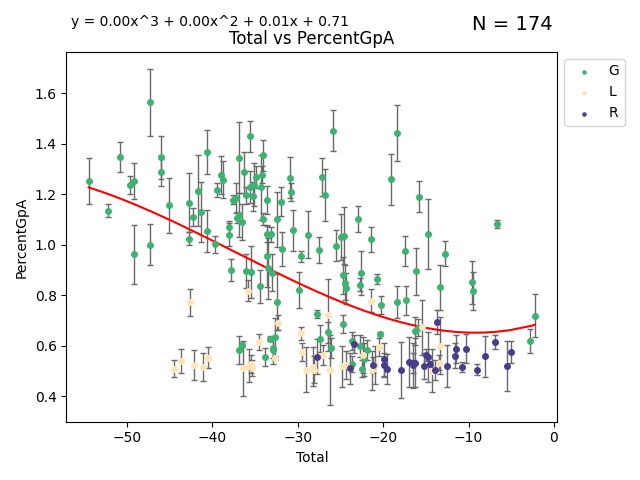 y = 0.00x^3 + 0.00x^2 + 0.01x + 0.71
N = 174
Total vs PercentGpA
G
L
R
PercentGpA
1.6
1.4
1.2
1.0
0.8
0.6
0.4
−50
−40
−30
−20
−10
0
Total